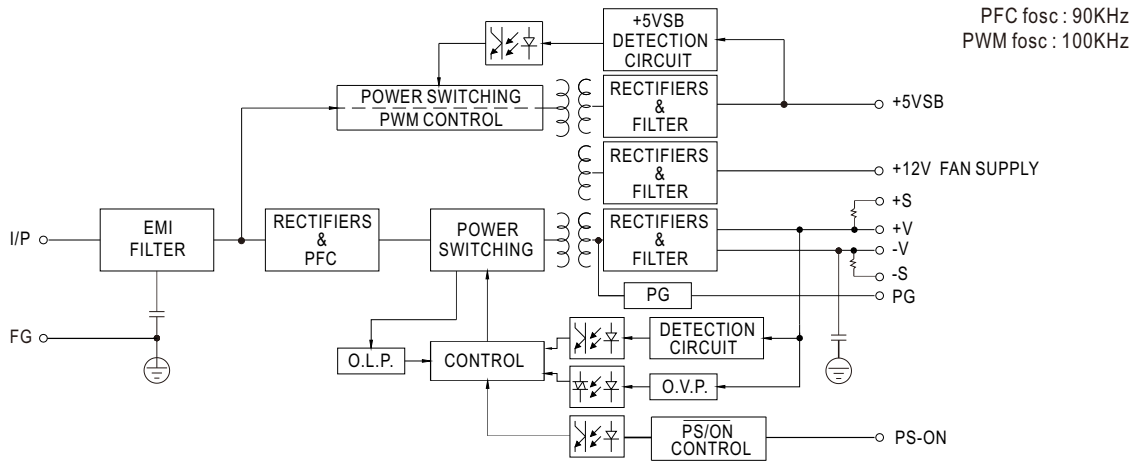 PFC fosc : 90KHz
PWM fosc : 100KHz
+5VSB
DETECTION
CIRCUIT
POWER SWITCHING
PWM CONTROL
RECTIFIERS
&
FILTER
+5VSB
RECTIFIERS
&
FILTER
+12V FAN SUPPLY
I/P
EMI
FILTER
RECTIFIERS
&
PFC
POWER
SWITCHING
RECTIFIERS
&
FILTER
+S
+V
-V
-S
PG
PG
FG
O.L.P.
CONTROL
DETECTION
CIRCUIT
O.V.P.
PS/ON
CONTROL
PS-ON